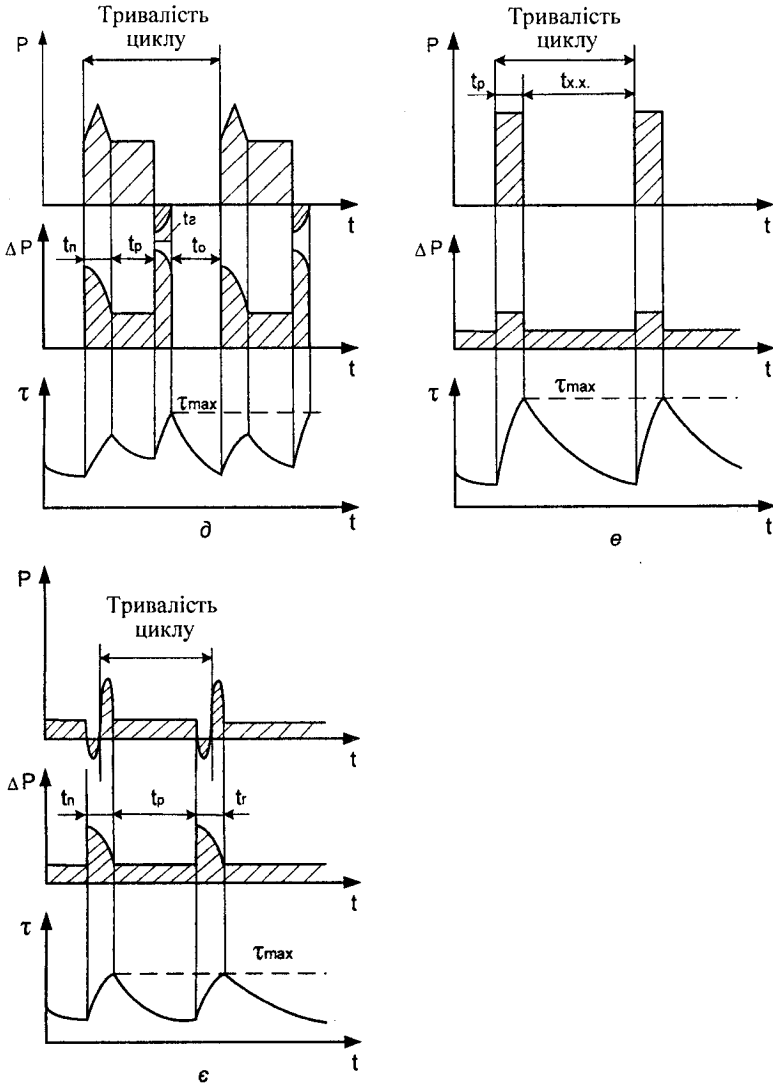 Тривалість
циклу
P
t
ΔP
tп
tр
tг
tо
t
τ
τmax
t
д
Тривалість
циклу
P
tр
tх.х.
t
ΔP
t
τ
τmax
t
е
P
Тривалість
циклу
t
ΔP
tп
tр
tг
t
τ
τmax
t
є